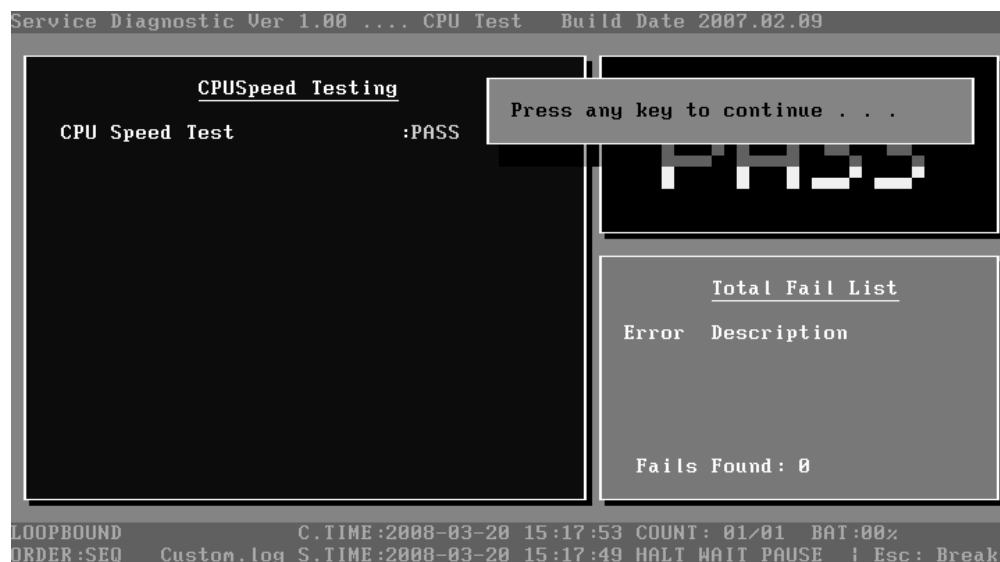 Service Diagnostic Ver 1.00 .... CPU Test Build Date 2007.02.09
CPUSpeed Testing
CPU Speed Test :PASS
Press any key to continue . . .
PASS
Total Fail List
Error Description
Fails Found: 0
LOOPBOUND C.TIME:2008-03-20 15:17:53 COUNT: 01/01 BAT:00%
ORDER:SEQ Custom.log S.TIME:2008-03-20 15:17:49 HALT WAIT PAUSE ¦ Esc: Break